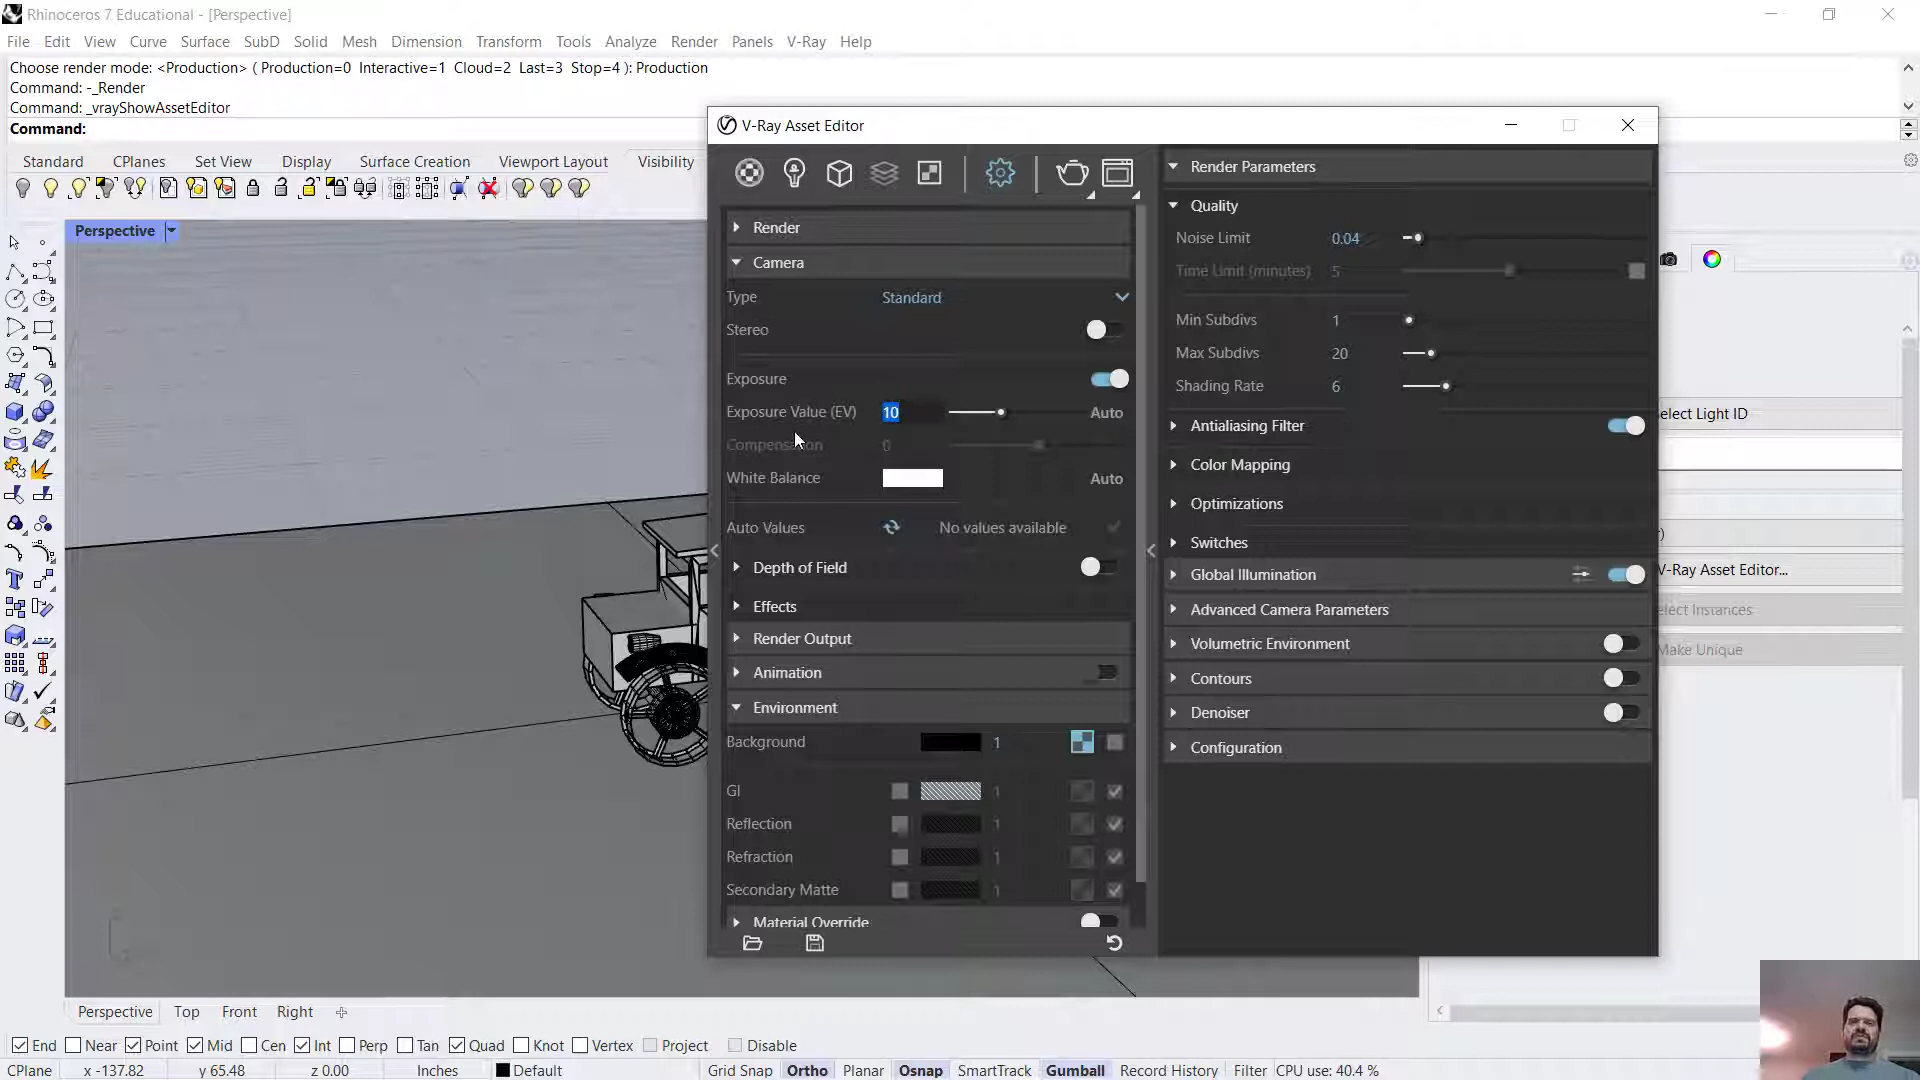 Rhinoceros 7 Educational - [Perspective]
File Edit View Curve Surface SubD Solid Mesh Dimension Transform Tools Analyze Render Panels V-Ray Help
Choose render mode: <Production> ( Production=0 Interactive=1 Cloud=2 Last=3 Stop=4 ): Production
Command: -_Render
Command: _vrayShowAssetEditor
Command:
Standard CPlanes Set View Display Surface Creation Viewport Layout Visibility
Perspective
V-Ray Asset Editor
Render
Camera
Type Standard
Stereo
Exposure
Exposure Value (EV) 10 Auto
Compensation 0
White Balance Auto
Auto Values No values available
Depth of Field
Effects
Render Output
Animation
Environment
Background 1
GI 1
Reflection 1
Refraction 1
Secondary Matte 1
Material Override
Render Parameters
Quality
Noise Limit 0.04
Time Limit (minutes) 5
Min Subdivs 1
Max Subdivs 20
Shading Rate 6
Antialiasing Filter
Color Mapping
Optimizations
Switches
Global Illumination
Advanced Camera Parameters
Volumetric Environment
Contours
Denoiser
Configuration
elect Light ID
)
V-Ray Asset Editor...
elect Instances
Make Unique
Perspective Top Front Right
End Near Point Mid Cen Int Perp Tan Quad Knot Vertex Project Disable
CPlane x -137.82 y 65.48 z 0.00 Inches Default Grid Snap Ortho Planar Osnap SmartTrack Gumball Record History Filter CPU use: 40.4 %